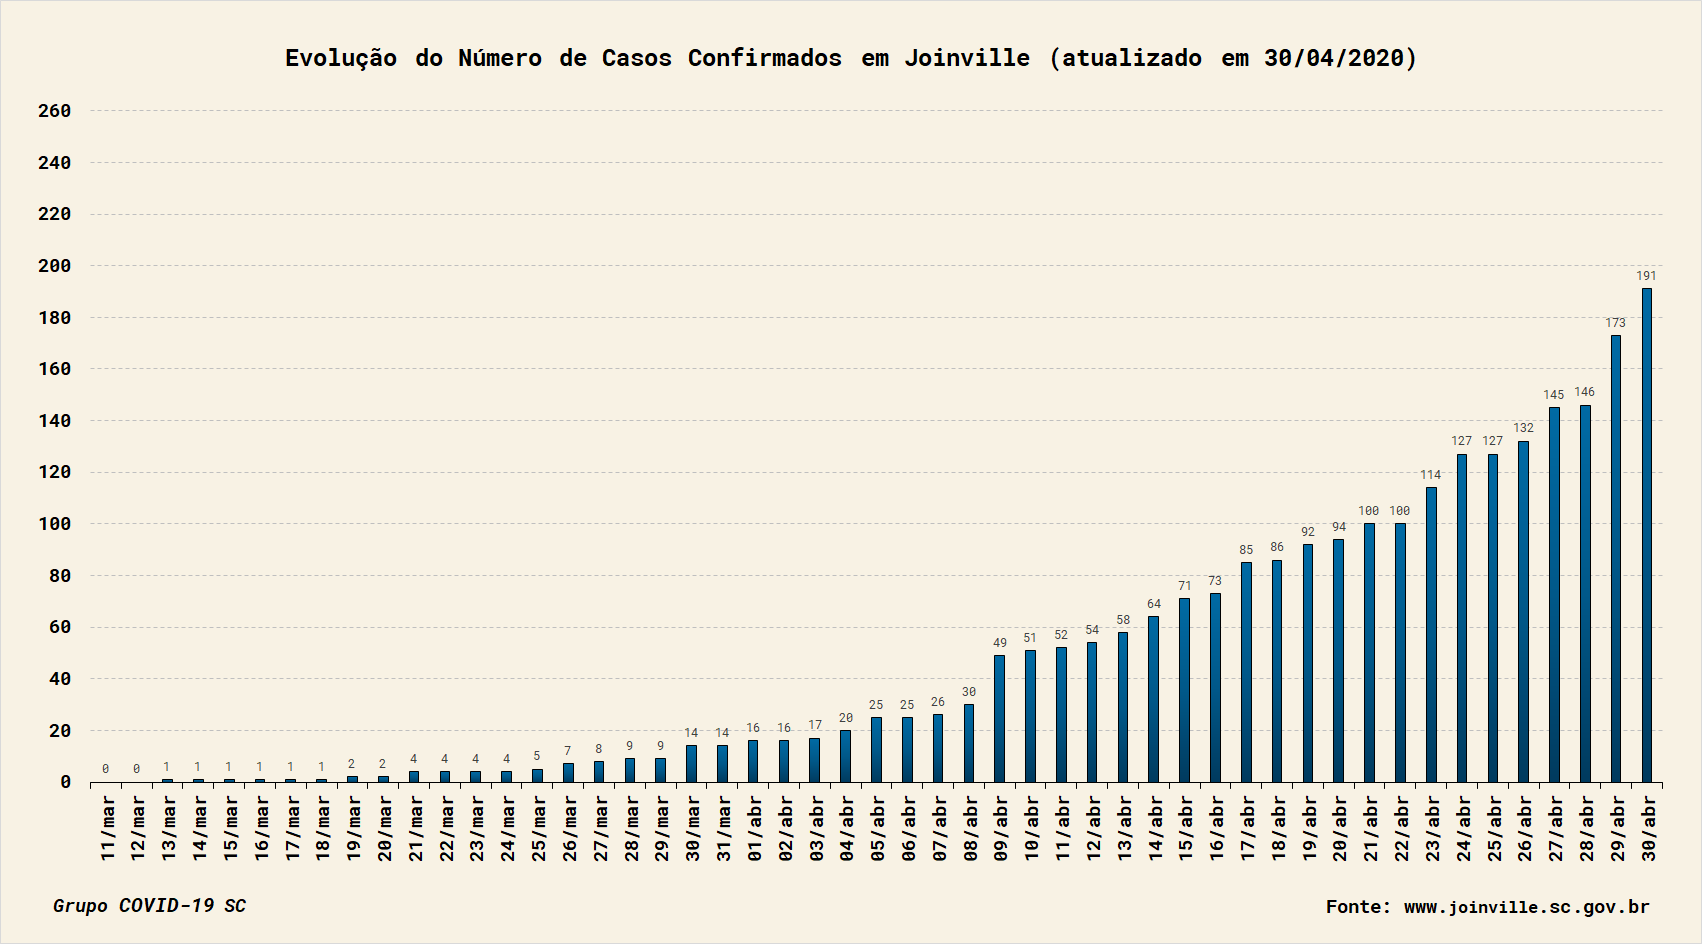 Evolução do Número de Casos Confirmados em Joinville (atualizado em 30/04/2020)
260
240
220
200
180
160
140
120
100
80
60
40
20
0
0 0 1 1 1 1 1 1 2 2 4 4 4 4 5 7 8 9 9 14 14 16 16 17 20 25 25 26 30 49 51 52 54 58 64 71 73 85 86 92 94 100 100 114 127 127 132 145 146 173 191
11/mar 12/mar 13/mar 14/mar 15/mar 16/mar 17/mar 18/mar 19/mar 20/mar 21/mar 22/mar 23/mar 24/mar 25/mar 26/mar 27/mar 28/mar 29/mar 30/mar 31/mar 01/abr 02/abr 03/abr 04/abr 05/abr 06/abr 07/abr 08/abr 09/abr 10/abr 11/abr 12/abr 13/abr 14/abr 15/abr 16/abr 17/abr 18/abr 19/abr 20/abr 21/abr 22/abr 23/abr 24/abr 25/abr 26/abr 27/abr 28/abr 29/abr 30/abr
Grupo COVID-19 SC
Fonte: www.joinville.sc.gov.br